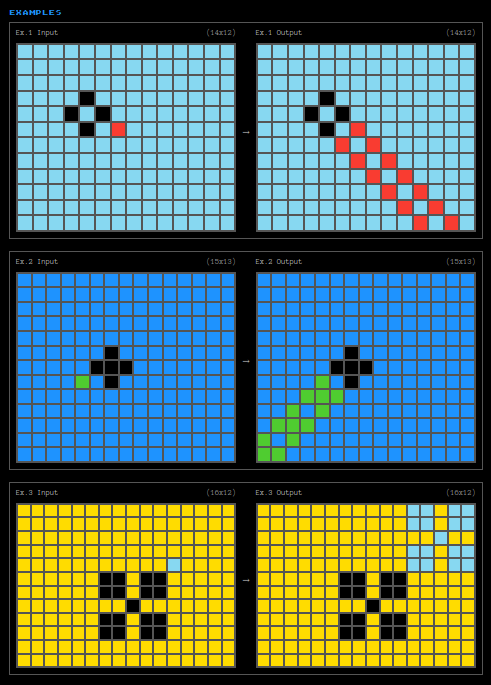 EXAMPLES
Ex.1 Input (14x12)
Ex.1 Output (14x12)
→
Ex.2 Input (15x13)
Ex.2 Output (15x13)
→
Ex.3 Input (16x12)
Ex.3 Output (16x12)
→